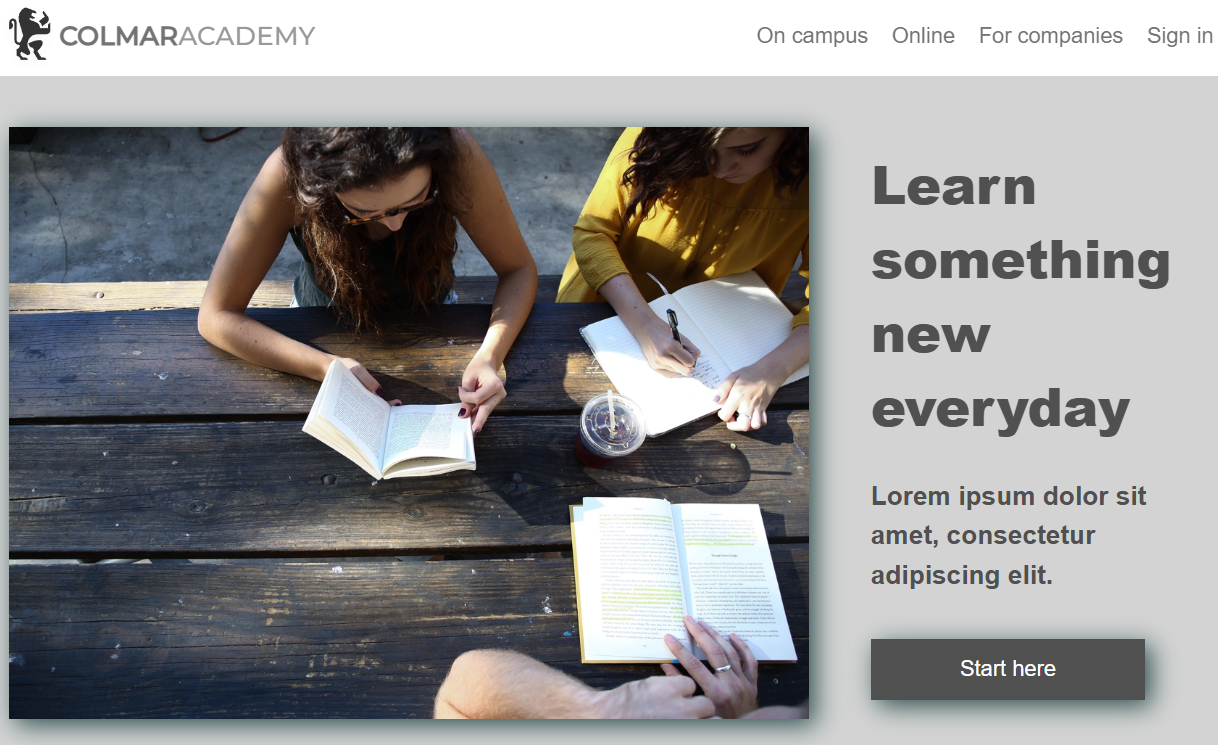 COLMARACADEMY
On campus Online For companies Sign in
Learn
something
new
everyday
Lorem ipsum dolor sit
amet, consectetur
adipiscing elit.
Start here